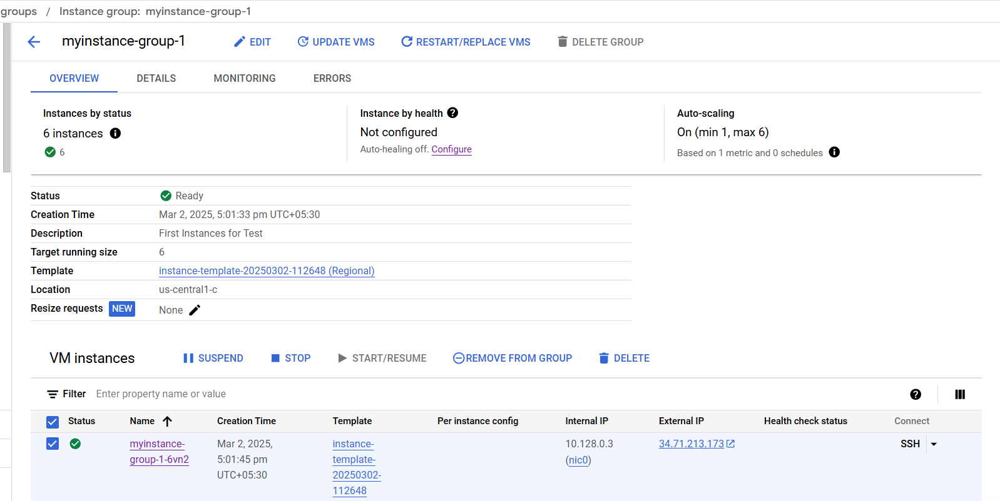 groups / Instance group: myinstance-group-1
myinstance-group-1 EDIT UPDATE VMS RESTART/REPLACE VMS DELETE GROUP
OVERVIEW DETAILS MONITORING ERRORS
Instances by status
6 instances
6
Instance by health
Not configured
Auto-healing off. Configure
Auto-scaling
On (min 1, max 6)
Based on 1 metric and 0 schedules
Status Ready
Creation Time Mar 2, 2025, 5:01:33 pm UTC+05:30
Description First Instances for Test
Target running size 6
Template instance-template-20250302-112648 (Regional)
Location us-central1-c
Resize requests NEW None
VM instances SUSPEND STOP START/RESUME REMOVE FROM GROUP DELETE
Filter Enter property name or value
Status Name Creation Time Template Per instance config Internal IP External IP Health check status Connect
myinstance- Mar 2, 2025, instance- 10.128.0.3 34.71.213.173 SSH
group-1-6vn2 5:01:45 pm template- (nic0)
UTC+05:30 20250302-
112648